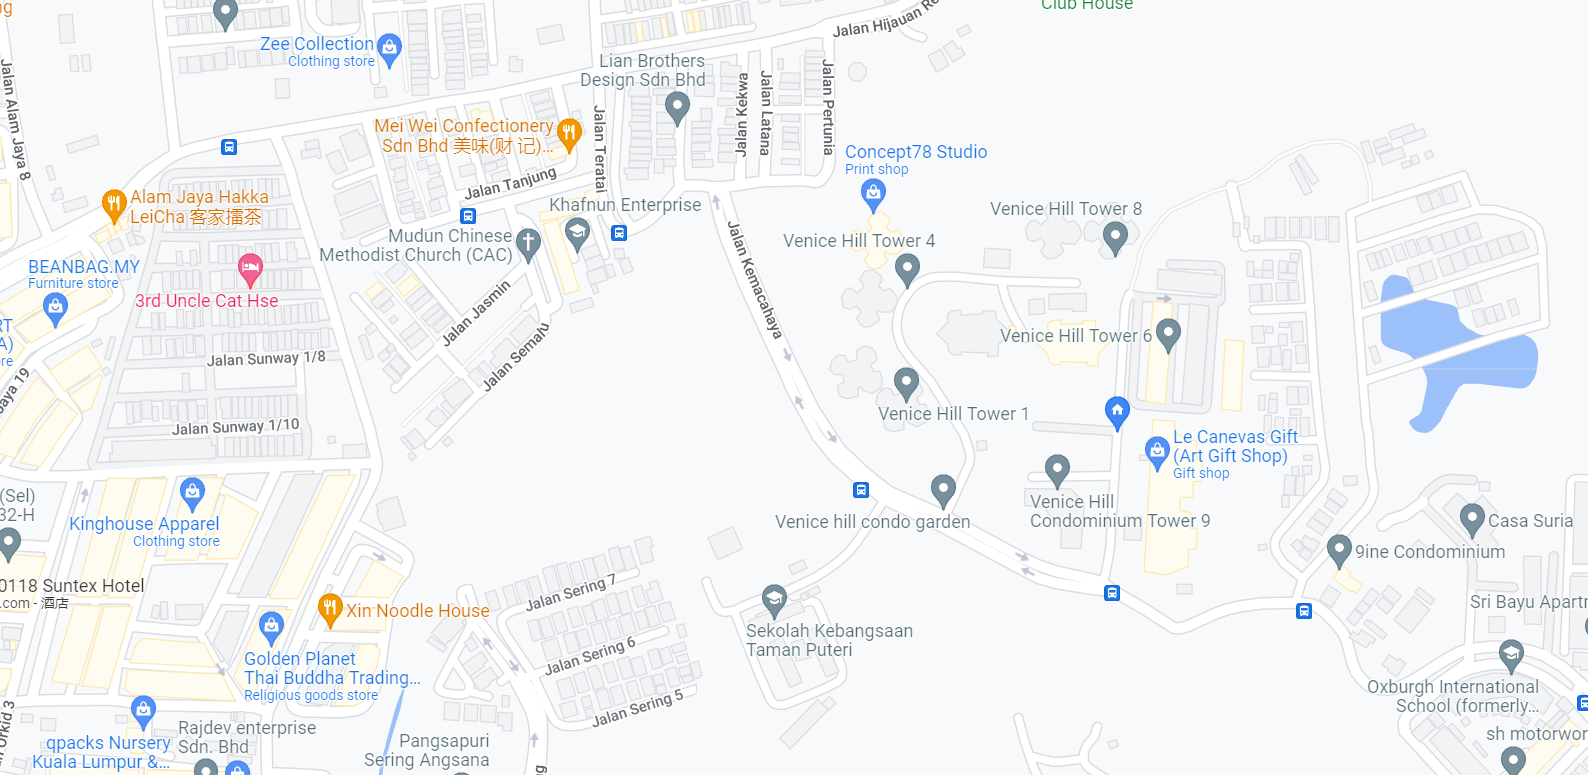 Club House
Jalan Hijauan Re
Zee Collection
Clothing store
Lian Brothers
Design Sdn Bhd
Jalan Alam Jaya 8
Jalan Kekwa
Jalan Latana
Jalan Pertunia
Mei Wei Confectionery
Sdn Bhd 美味(财 记)...
Jalan Teratai
Concept78 Studio
Print shop
Jalan Tanjung
Alam Jaya Hakka
LeiCha 客家擂茶
Khafnun Enterprise
Venice Hill Tower 8
Mudun Chinese
Methodist Church (CAC)
Venice Hill Tower 4
Jalan Kemacahaya
BEANBAG.MY
Furniture store
3rd Uncle Cat Hse
Jalan Jasmin
RT
A)
ore
Jalan Semalu
Venice Hill Tower 6
Jalan Sunway 1/8
aya 19
Venice Hill Tower 1
Jalan Sunway 1/10
Le Canevas Gift
(Art Gift Shop)
Gift shop
(Sel)
32-H
Kinghouse Apparel
Clothing store
Venice hill condo garden
Venice Hill
Condominium Tower 9
Casa Suria
9ine Condominium
0118 Suntex Hotel
.com - 酒店
Jalan Sering 7
Xin Noodle House
Sri Bayu Apartm
Sekolah Kebangsaan
Taman Puteri
Jalan Sering 6
Golden Planet
Thai Buddha Trading...
Religious goods store
Oxburgh International
School (formerly...
Jalan Sering 5
n Orkid 3
Rajdev enterprise
Sdn. Bhd
qpacks Nursery
Kuala Lumpur &...
Pangsapuri
Sering Angsana
sh motorwor